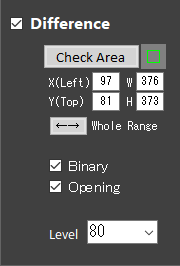 Difference
Check Area
X(Left) 97 W 376
Y(Top) 81 H 373
←→ Whole Range
Binary
Opening
Level 80